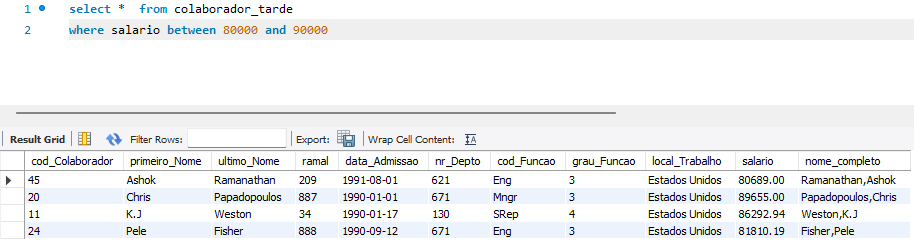 1 select * from colaborador_tarde
2 where salario between 80000 and 90000
Result Grid Filter Rows: Export: Wrap Cell Content:
cod_Colaborador primeiro_Nome ultimo_Nome ramal data_Admissao nr_Depto cod_Funcao grau_Funcao local_Trabalho salario nome_completo
45 Ashok Ramanathan 209 1991-08-01 621 Eng 3 Estados Unidos 80689.00 Ramanathan,Ashok
20 Chris Papadopoulos 887 1990-01-01 671 Mngr 3 Estados Unidos 89655.00 Papadopoulos,Chris
11 K.J Weston 34 1990-01-17 130 SRep 4 Estados Unidos 86292.94 Weston,K.J
24 Pele Fisher 888 1990-09-12 671 Eng 3 Estados Unidos 81810.19 Fisher,Pele